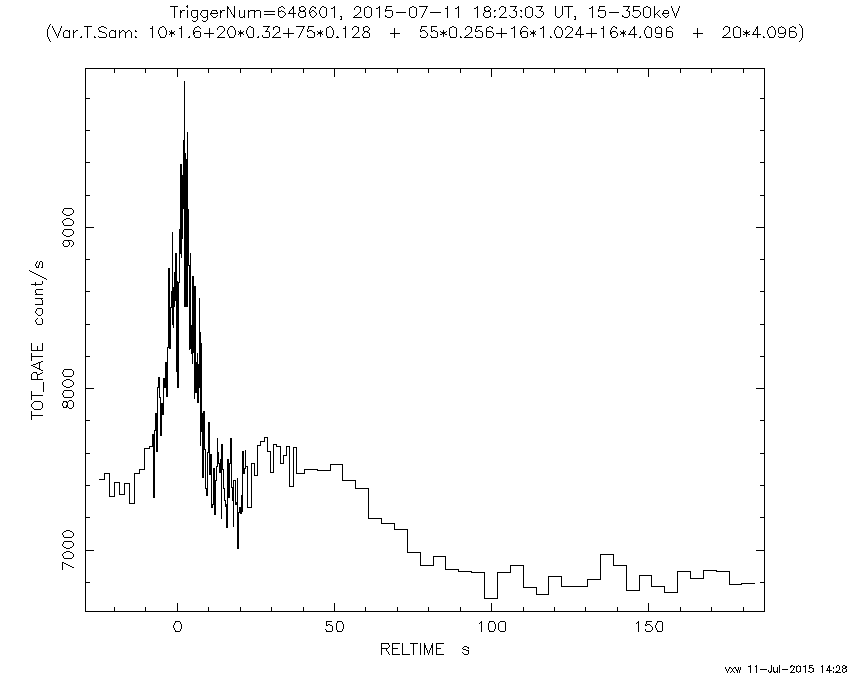 TriggerNum=648601, 2015-07-11 18:23:03 UT, 15-350keV
(Var.T.Sam: 10*1.6+20*0.32+75*0.128 + 55*0.256+16*1.024+16*4.096 + 20*4.096)
TOT_RATE count/s
9000
8000
7000
0 50 100 150
RELTIME s
vxw 11-Jul-2015 14:28